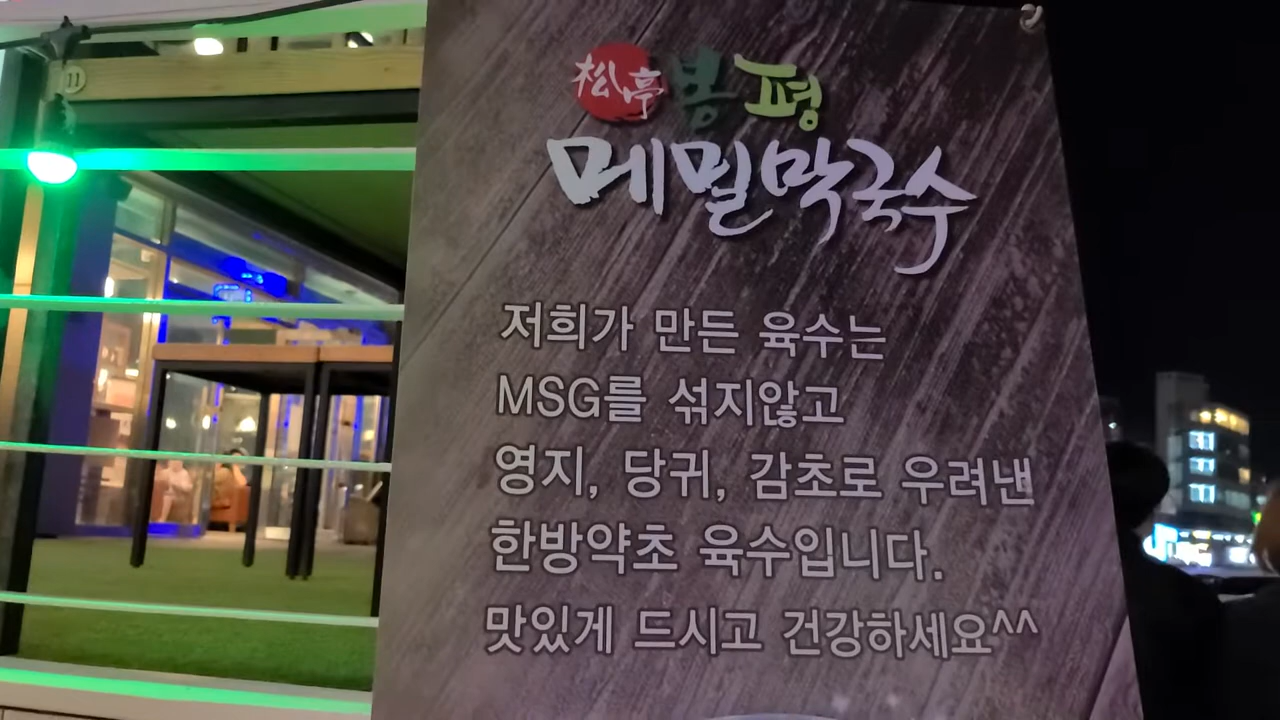 松亭 봉평
메밀막국수
저희가 만든 육수는
MSG를 섞지않고
영지, 당귀, 감초로 우려낸
한방약초 육수입니다.
맛있게 드시고 건강하세요^^
11